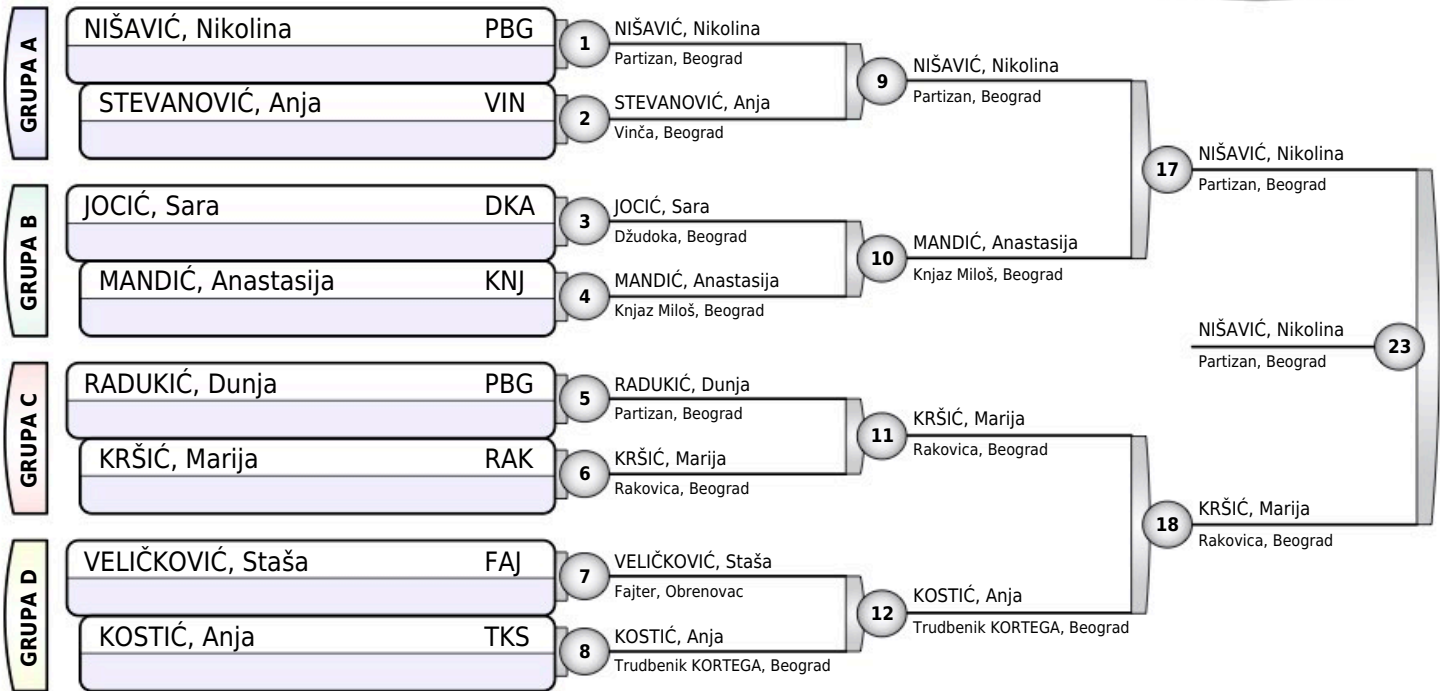 GRUPA A
NIŠAVIĆ, Nikolina PBG
STEVANOVIĆ, Anja VIN
GRUPA B
JOCIĆ, Sara DKA
MANDIĆ, Anastasija KNJ
GRUPA C
RADUKIĆ, Dunja PBG
KRŠIĆ, Marija RAK
GRUPA D
VELIČKOVIĆ, Staša FAJ
KOSTIĆ, Anja TKS
1
NIŠAVIĆ, Nikolina
Partizan, Beograd
2
STEVANOVIĆ, Anja
Vinča, Beograd
3
JOCIĆ, Sara
Džudoka, Beograd
4
MANDIĆ, Anastasija
Knjaz Miloš, Beograd
5
RADUKIĆ, Dunja
Partizan, Beograd
6
KRŠIĆ, Marija
Rakovica, Beograd
7
VELIČKOVIĆ, Staša
Fajter, Obrenovac
8
KOSTIĆ, Anja
Trudbenik KORTEGA, Beograd
9
NIŠAVIĆ, Nikolina
Partizan, Beograd
10
MANDIĆ, Anastasija
Knjaz Miloš, Beograd
11
KRŠIĆ, Marija
Rakovica, Beograd
12
KOSTIĆ, Anja
Trudbenik KORTEGA, Beograd
17
NIŠAVIĆ, Nikolina
Partizan, Beograd
18
KRŠIĆ, Marija
Rakovica, Beograd
NIŠAVIĆ, Nikolina
Partizan, Beograd
23